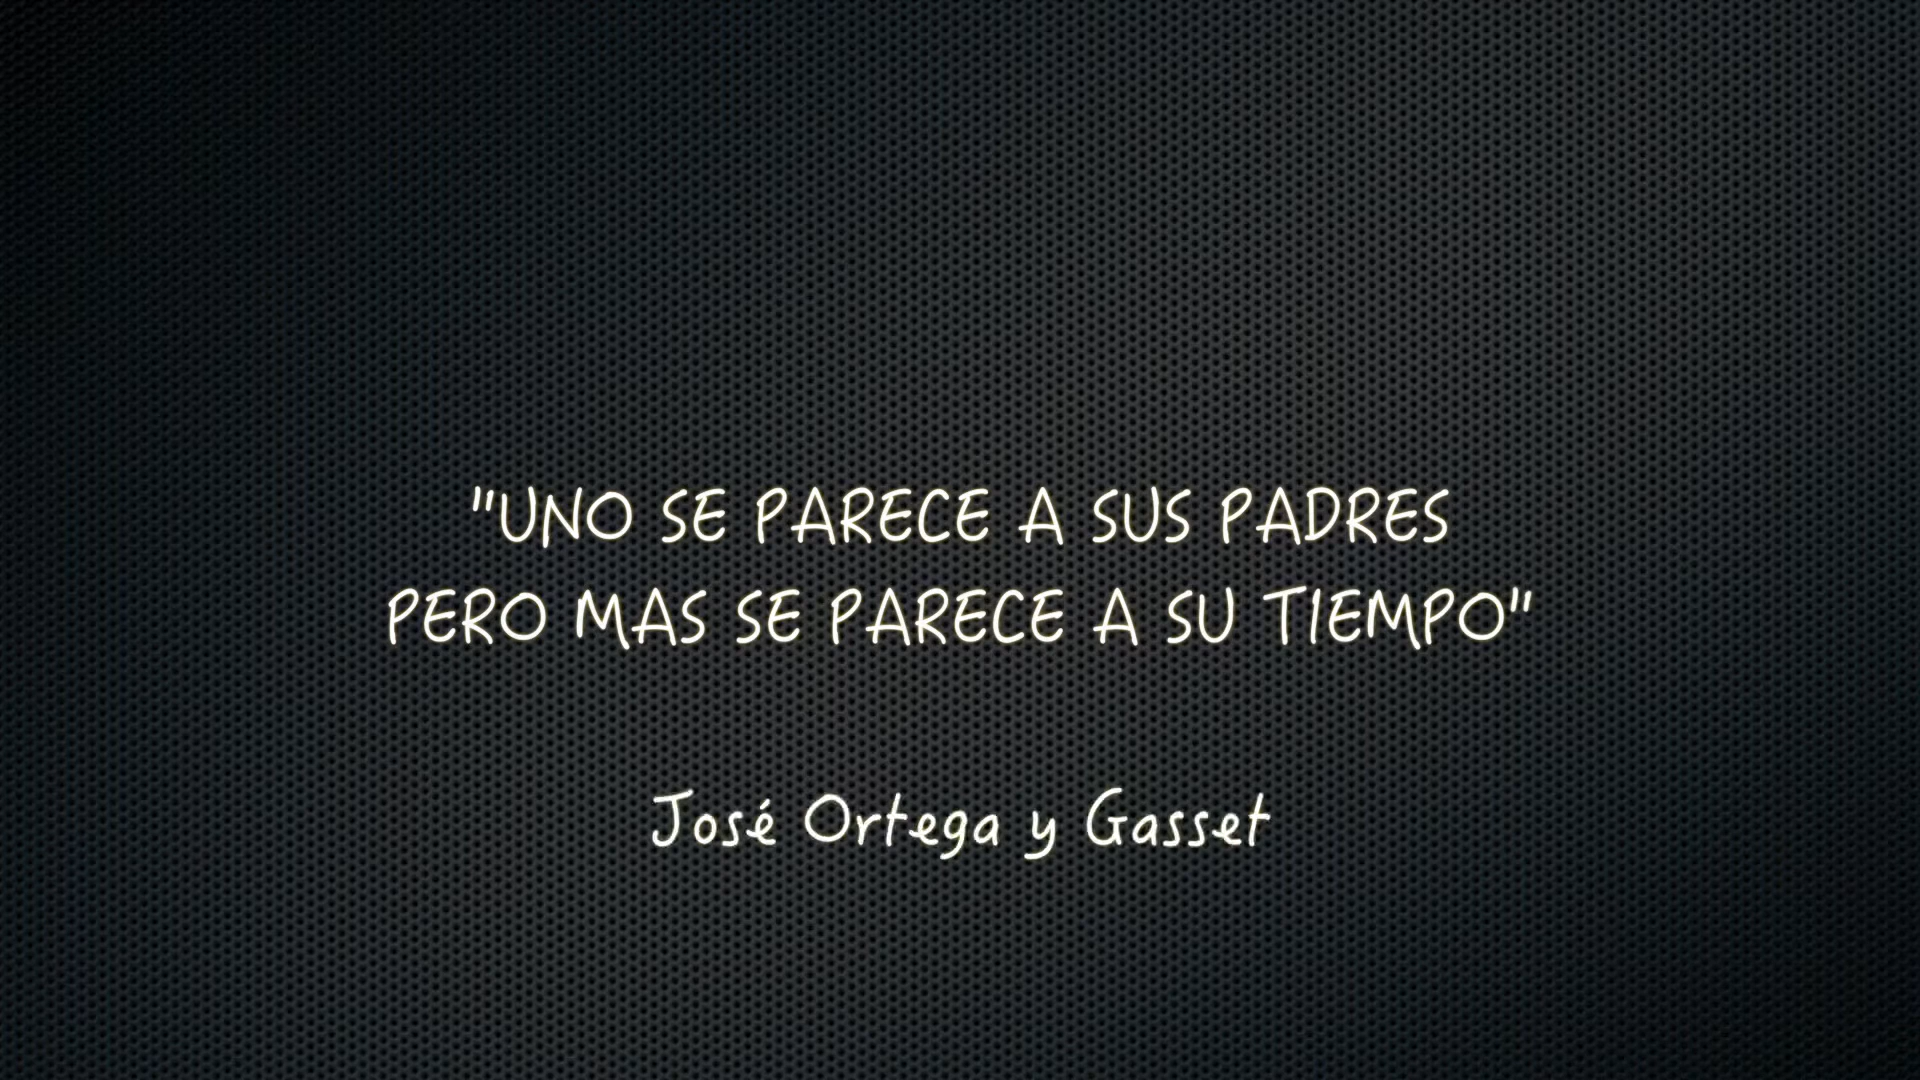 "UNO SE PARECE A SUS PADRES
PERO MAS SE PARECE A SU TIEMPO"
José Ortega y Gasset